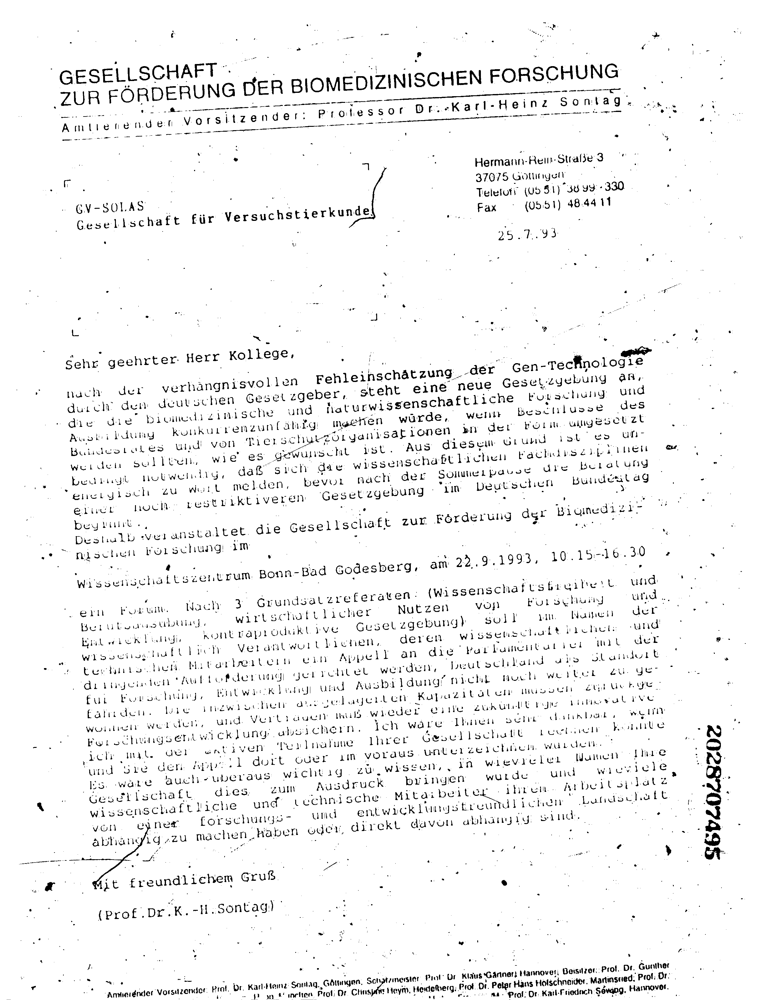 GESELLSCHAFT
ZUR FÖRDERUNG DER BIOMEDIZINISCHEN FORSCHUNG
Amtierender Vorsitzender: Professor Dr. Karl-Heinz Sontag
Hermann-Rein-Straße 3
37075 Göttingen
Telefon (05 51) 38 99 - 330
Fax (05 51) 48 44 11
GV-SOLAS
Gesellschaft für Versuchstierkunde
25.7.93
Sehr geehrter Herr Kollege,
nach der verhängnisvollen Fehleinschätzung der Gen-Technologie
durch den deutschen Gesetzgeber, steht eine neue Gesetzgebung an,
die die biomedizinische und naturwissenschaftliche Forschung und
Ausbildung konkurrenzunfähig machen würde, wenn Beschlüsse des
Bundesrates und von Tierschutzorganisationen in der Form umgesetzt
werden sollten, wie es gewünscht ist. Aus diesem Grund ist es un-
bedingt notwendig, daß sich die wissenschaftlichen Fachdisziplinen
energisch zu Wort melden, bevor nach der Sommerpause die Beratung
einer noch restriktiveren Gesetzgebung im Deutschen Bundestag
beginnt.
Deshalb veranstaltet die Gesellschaft zur Förderung der Biomedizi-
nischen Forschung im
Wissenschaftszentrum Bonn-Bad Godesberg, am 22.9.1993, 10.15-16.30
ein Forum. Nach 3 Grundsatzreferaten (Wissenschaftsfreiheit und
Berufsausübung, wirtschaftlicher Nutzen von Forschung und
Entwicklung, kontraproduktive Gesetzgebung) soll im Namen der
wissenschaftlich Verantwortlichen, deren wissenschaftlichen und
technischen Mitarbeitern ein Appell an die Parlamentarier mit der
dringenden Aufforderung gerichtet werden, Deutschland als Standort
für Forschung, Entwicklung und Ausbildung nicht noch weiter zu ge-
fährden. Die inzwischen ausgelagerten Kapazitäten müssen zurückge-
wonnen werden, und Vertrauen muß wieder eine zukünftige innovative
Forschungsentwicklung absichern. Ich wäre Ihnen sehr dankbar, wenn
ich mit der aktiven Teilnahme Ihrer Gesellschaft rechnen könnte
und Sie den Appell dort oder im voraus unterzeichnen würden.
Es wäre auch überaus wichtig zu wissen, in wievieler Namen Ihre
Gesellschaft dies zum Ausdruck bringen würde und wieviele
wissenschaftliche und technische Mitarbeiter ihren Arbeitsplatz
von einer forschungs- und entwicklungsfreundlichen Landschaft
abhängig zu machen haben oder direkt davon abhängig sind.
Mit freundlichem Gruß
(Prof.Dr.K.-H.Sontag)
2028707495
Amtierender Vorsitzender: Prof. Dr. Karl-Heinz Sontag, Göttingen, Schatzmeister Prof. Dr. Klaus Gärtner, Hannover, Beisitzer: Prof. Dr. Gunther
München, Prof. Dr. Christine Heym, Heidelberg, Prof. Dr. Peter Hans Hofschneider, Martinsried, Prof. Dr.
Prof. Dr. Karl-Friedrich Sewing, Hannover,